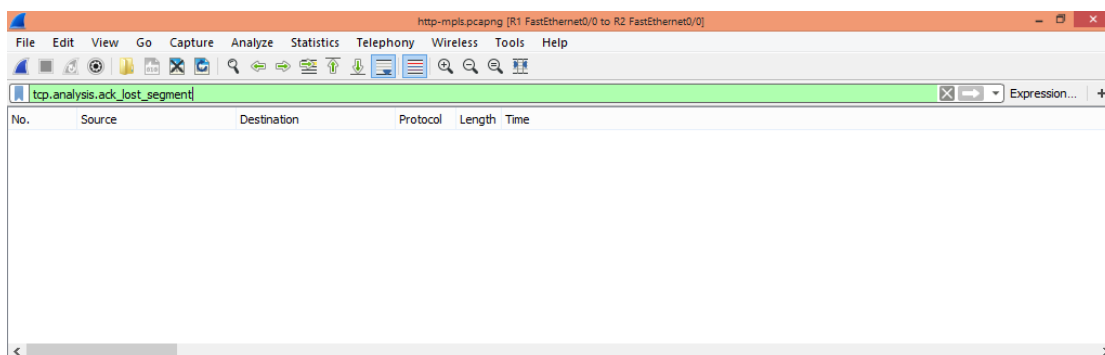 http-mpls.pcapng [R1 FastEthernet0/0 to R2 FastEthernet0/0]
File Edit View Go Capture Analyze Statistics Telephony Wireless Tools Help
tcp.analysis.ack_lost_segment Expression... +
No. Source Destination Protocol Length Time